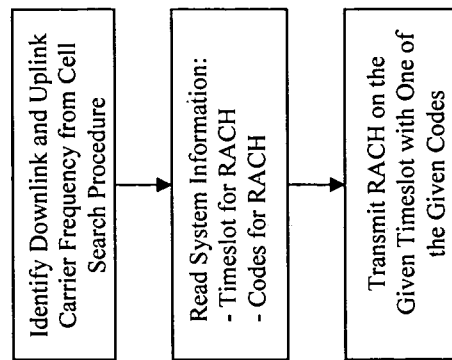 Identify Downlink and Uplink
Carrier Frequency from Cell
Search Procedure
Read System Information:
- Timeslot for RACH
- Codes for RACH
Transmit RACH on the
Given Timeslot with One of
the Given Codes